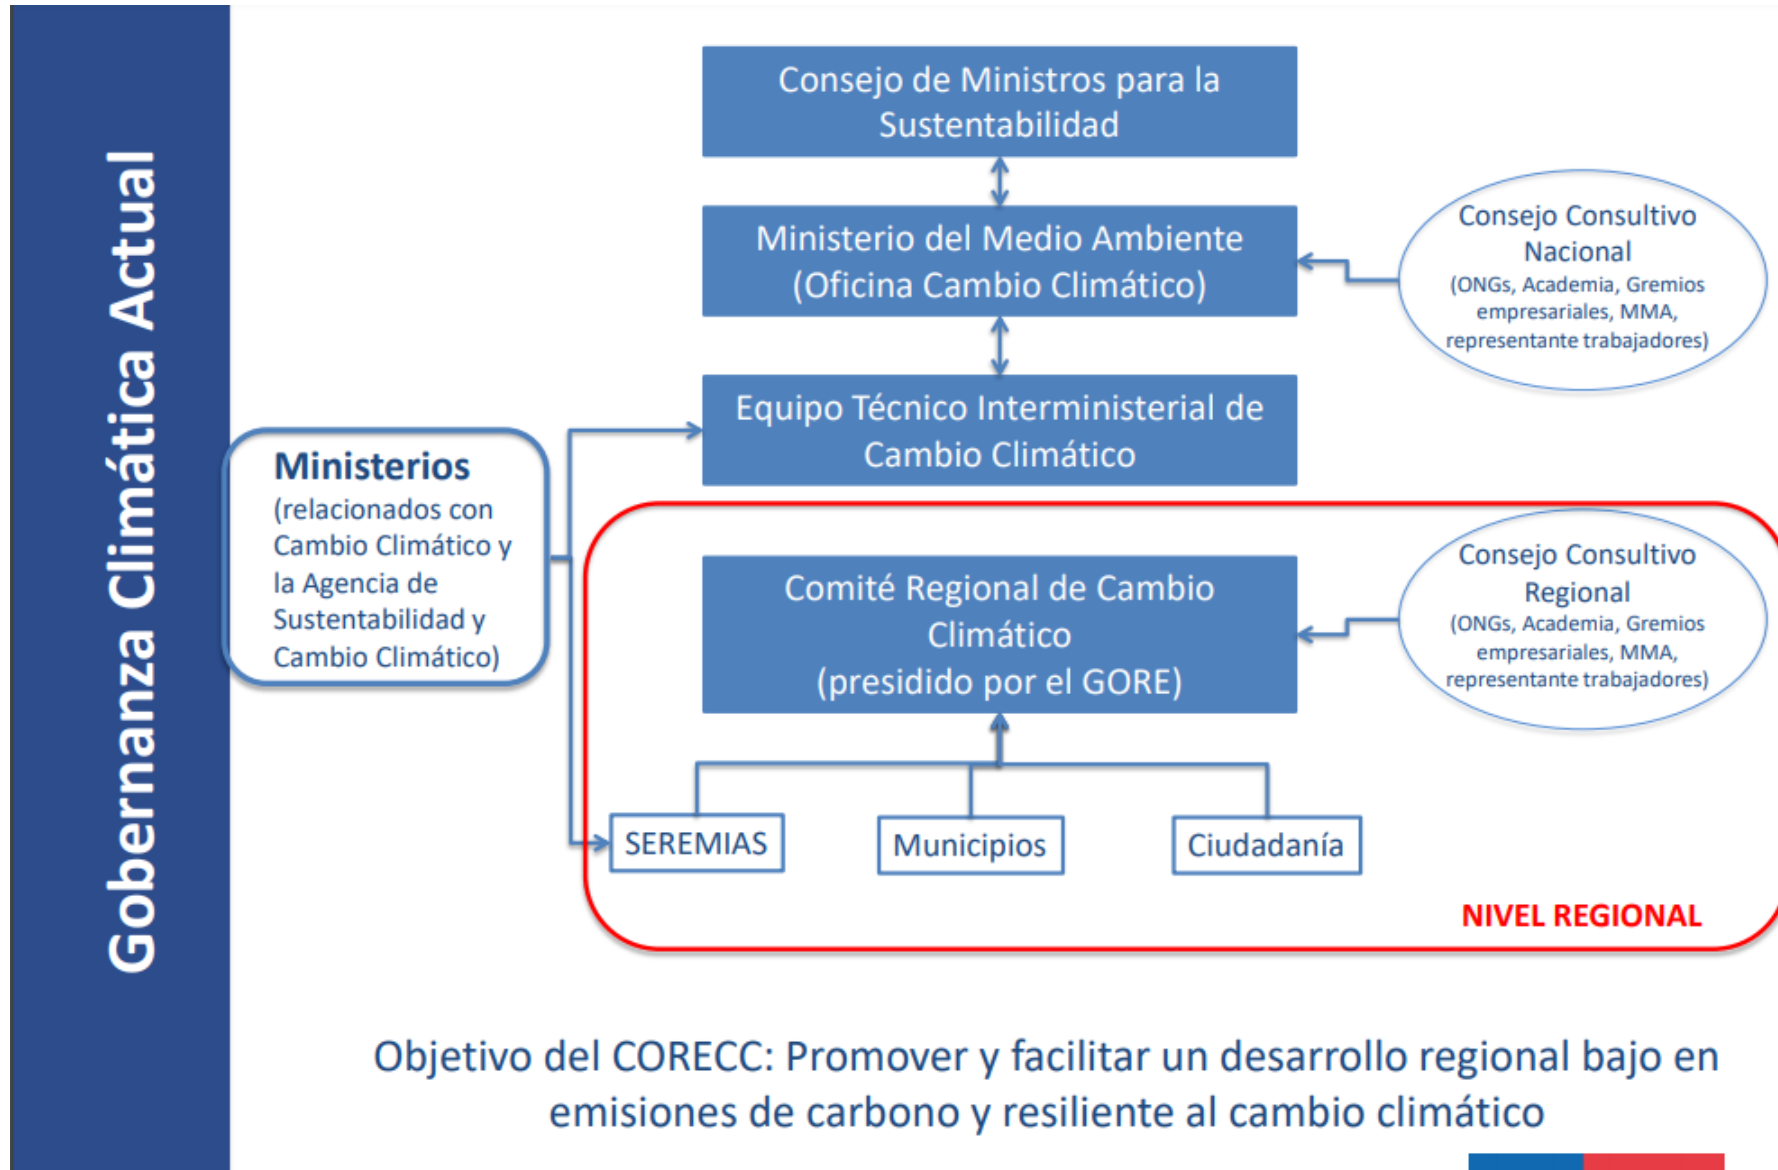 Gobernanza Climática Actual
Consejo de Ministros para la
Sustentabilidad
Ministerio del Medio Ambiente
(Oficina Cambio Climático)
Consejo Consultivo
Nacional
(ONGs, Academia, Gremios
empresariales, MMA,
representante trabajadores)
Equipo Técnico Interministerial de
Cambio Climático
Ministerios
(relacionados con
Cambio Climático y
la Agencia de
Sustentabilidad y
Cambio Climático)
Comité Regional de Cambio
Climático
(presidido por el GORE)
Consejo Consultivo
Regional
(ONGs, Academia, Gremios
empresariales, MMA,
representante trabajadores)
SEREMIAS
Municipios
Ciudadanía
NIVEL REGIONAL
Objetivo del CORECC: Promover y facilitar un desarrollo regional bajo en
emisiones de carbono y resiliente al cambio climático